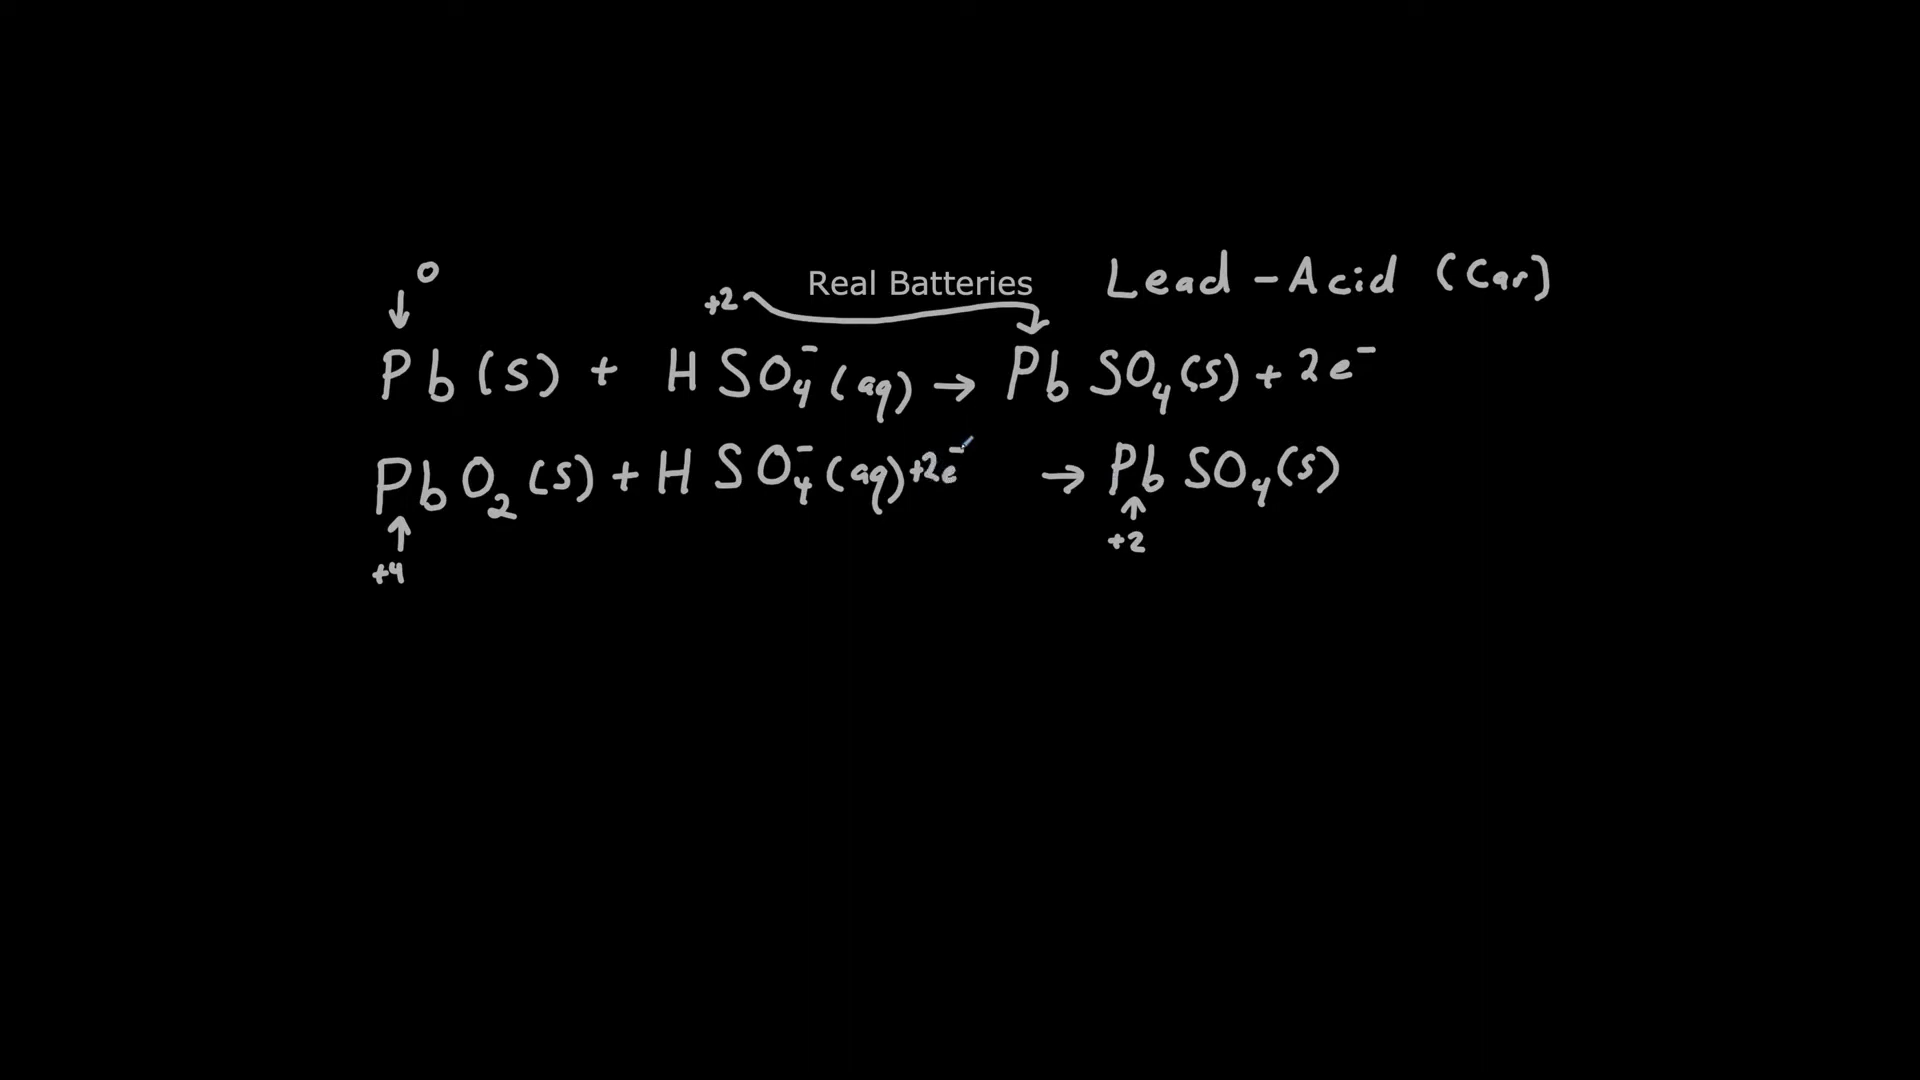 0
+2 Real Batteries Lead-Acid (Car)
Pb(s) + HSO₄⁻(aq) → PbSO₄(s) + 2e⁻
PbO₂(s) + HSO₄⁻(aq) +2e⁻ → PbSO₄(s)
+4 +2